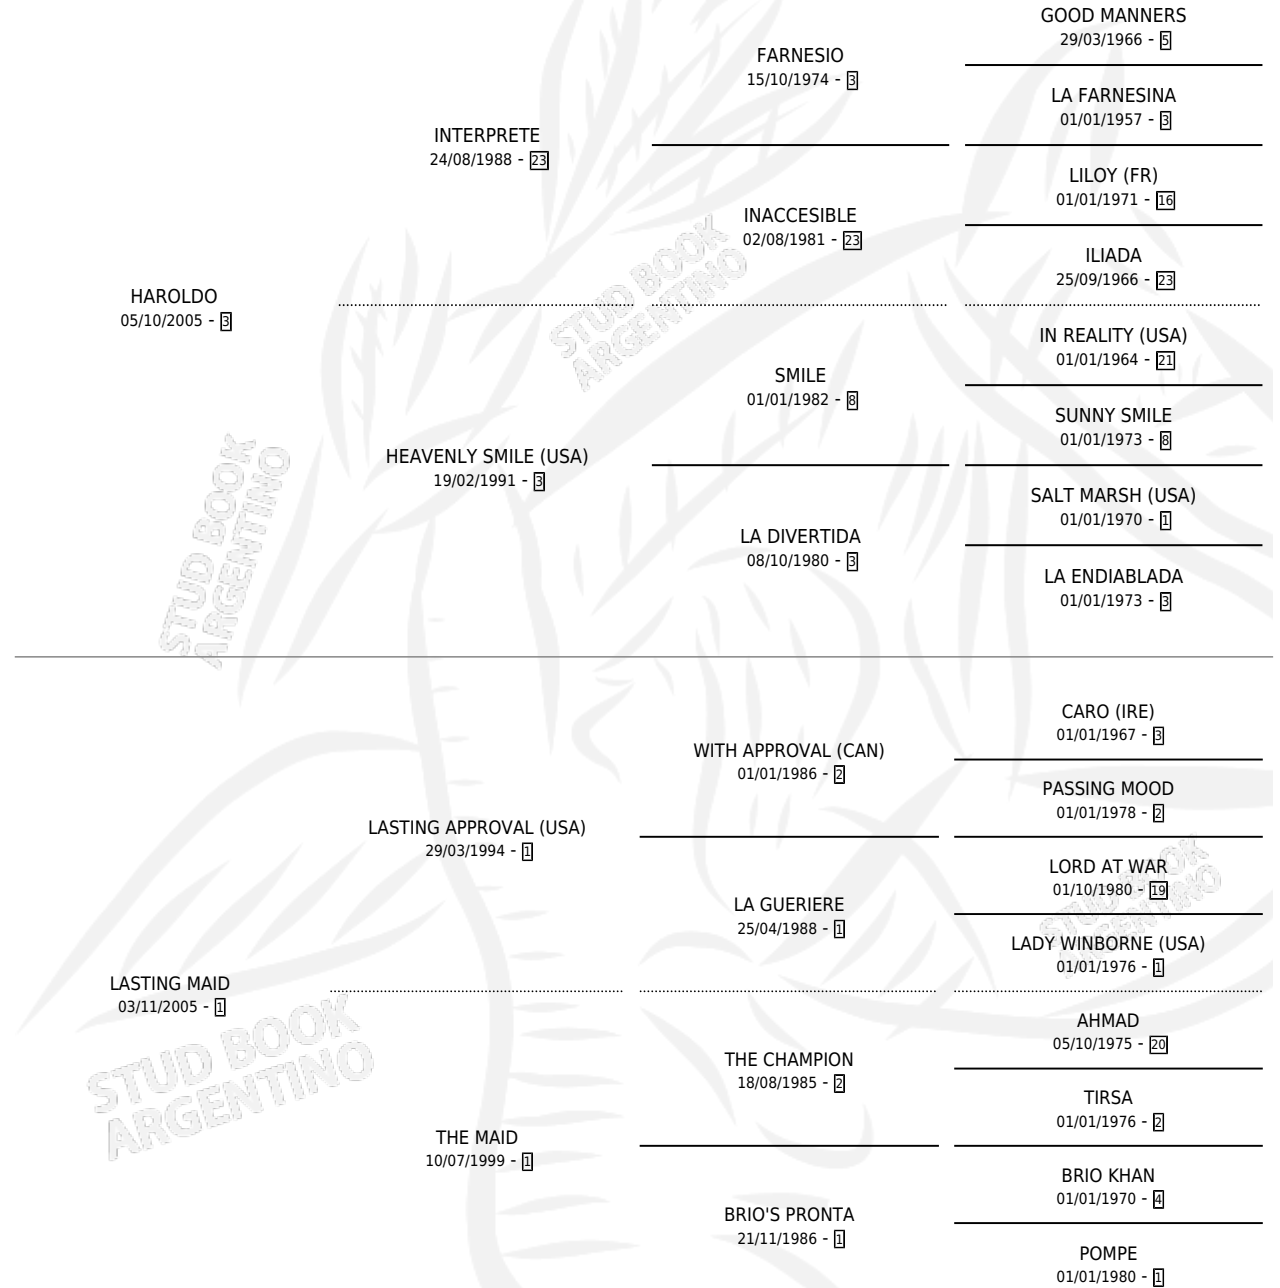 GOOD MANNERS
29/03/1966 - 5
FARNESIO
15/10/1974 - 3
LA FARNESINA
01/01/1957 - 3
INTERPRETE
24/08/1988 - 23
LILOY (FR)
01/01/1971 - 16
INACCESIBLE
02/08/1981 - 23
ILIADA
25/09/1966 - 23
HAROLDO
05/10/2005 - 3
IN REALITY (USA)
01/01/1964 - 21
SMILE
01/01/1982 - 8
SUNNY SMILE
01/01/1973 - 8
HEAVENLY SMILE (USA)
19/02/1991 - 3
SALT MARSH (USA)
01/01/1970 - 1
LA DIVERTIDA
08/10/1980 - 3
LA ENDIABLADA
01/01/1973 - 3
STUD BOOK
ARGENTINO
STUD BOOK
ARGENTINO
CARO (IRE)
01/01/1967 - 3
WITH APPROVAL (CAN)
01/01/1986 - 2
PASSING MOOD
01/01/1978 - 2
LASTING APPROVAL (USA)
29/03/1994 - 1
LORD AT WAR
01/10/1980 - 19
LA GUERIERE
25/04/1988 - 1
LADY WINBORNE (USA)
01/01/1976 - 1
LASTING MAID
03/11/2005 - 1
AHMAD
05/10/1975 - 20
THE CHAMPION
18/08/1985 - 2
TIRSA
01/01/1976 - 2
THE MAID
10/07/1999 - 1
BRIO KHAN
01/01/1970 - 4
BRIO'S PRONTA
21/11/1986 - 1
POMPE
01/01/1980 - 1
STUD BOOK
ARGENTINO
STUD BOOK
ARGENTINO